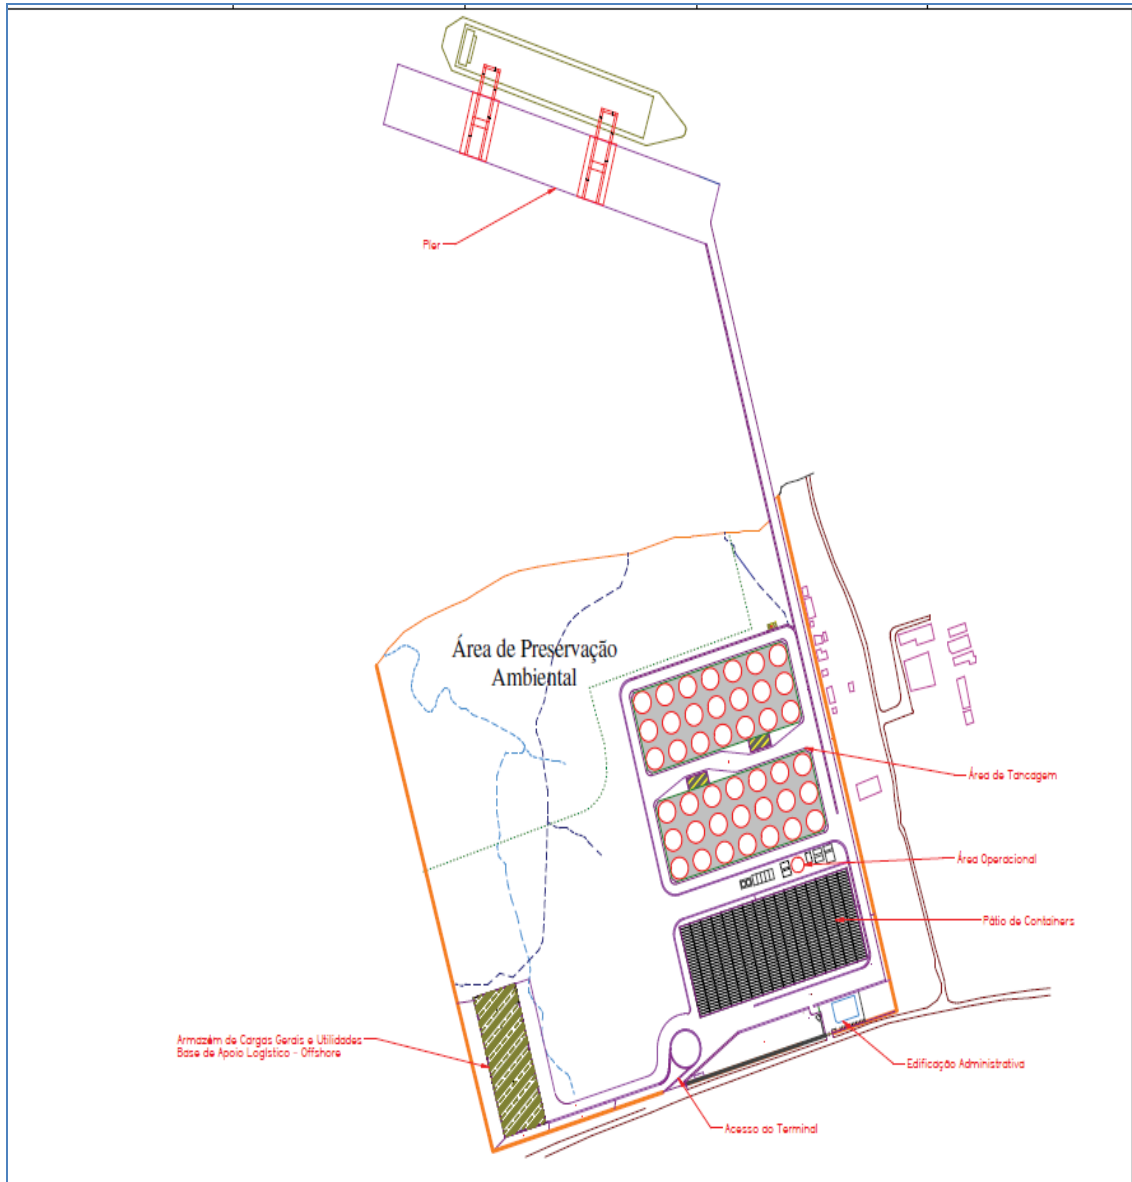 Pier
Área de Preservação
Ambiental
Área de Tancagem
Área Operacional
Pátio de Containers
Armazém de Cargas Gerais e Utilidades
Base de Apoio Logístico - Offshore
Edificação Administrativa
Acesso ao Terminal